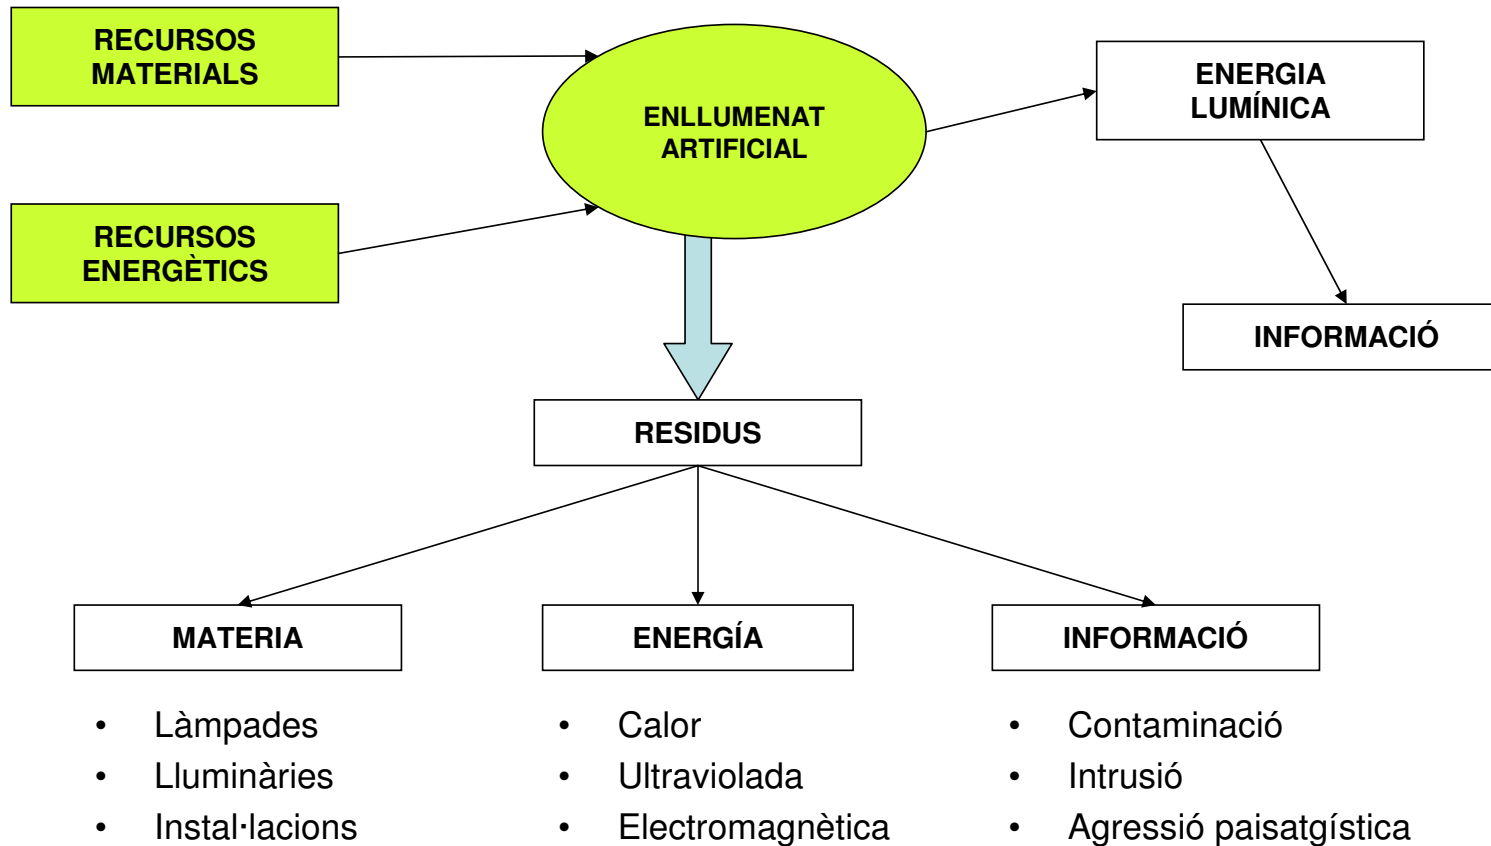 RECURSOS
MATERIALS
ENLLUMENAT
ARTIFICIAL
ENERGIA
LUMÍNICA
RECURSOS
ENERGÈTICS
INFORMACIÓ
RESIDUS
MATERIA
ENERGÍA
INFORMACIÓ
• Làmpades
• Lluminàries
• Instal·lacions
• Calor
• Ultraviolada
• Electromagnètica
• Contaminació
• Intrusió
• Agressió paisatgística